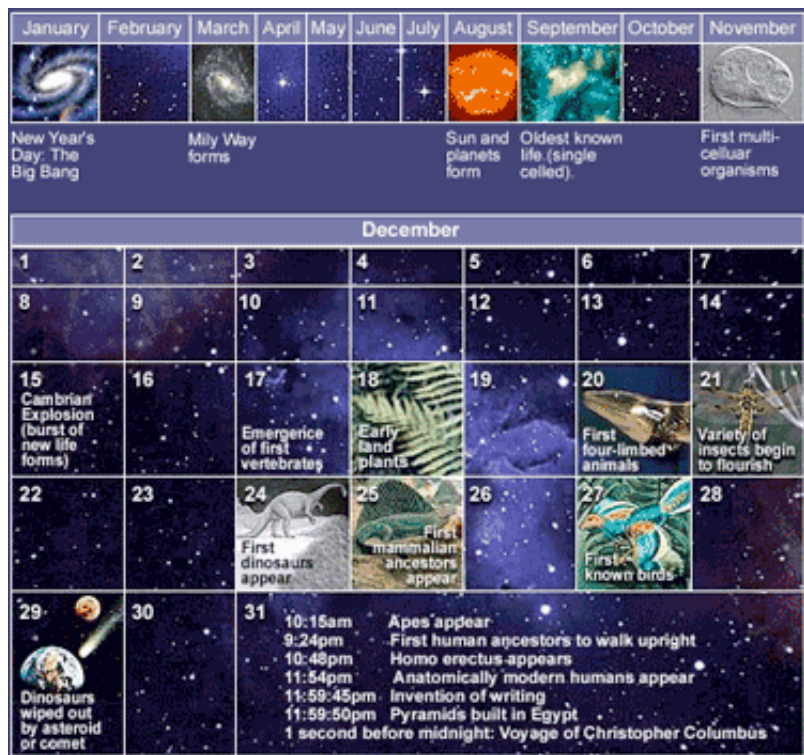 January February March April May June July August September October November
New Year's Day: The Big Bang
Mily Way forms
Sun and planets form
Oldest known life.(single celled).
First multi-celluar organisms
December
1 2 3 4 5 6 7
8 9 10 11 12 13 14
15 Cambrian Explosion (burst of new life forms)
16
17 Emergence of first vertebrates
18 Early land plants
19
20 First four-limbed animals
21 Variety of insects begin to flourish
22
23
24 First dinosaurs appear
25 First mammalian ancestors appear
26
27 First known birds
28
29 Dinosaurs wiped out by asteroid or comet
30
31
10:15am Apes appear
9:24pm First human ancestors to walk upright
10:48pm Homo erectus appears
11:54pm Anatomically modern humans appear
11:59:45pm Invention of writing
11:59:50pm Pyramids built in Egypt
1 second before midnight: Voyage of Christopher Columbus